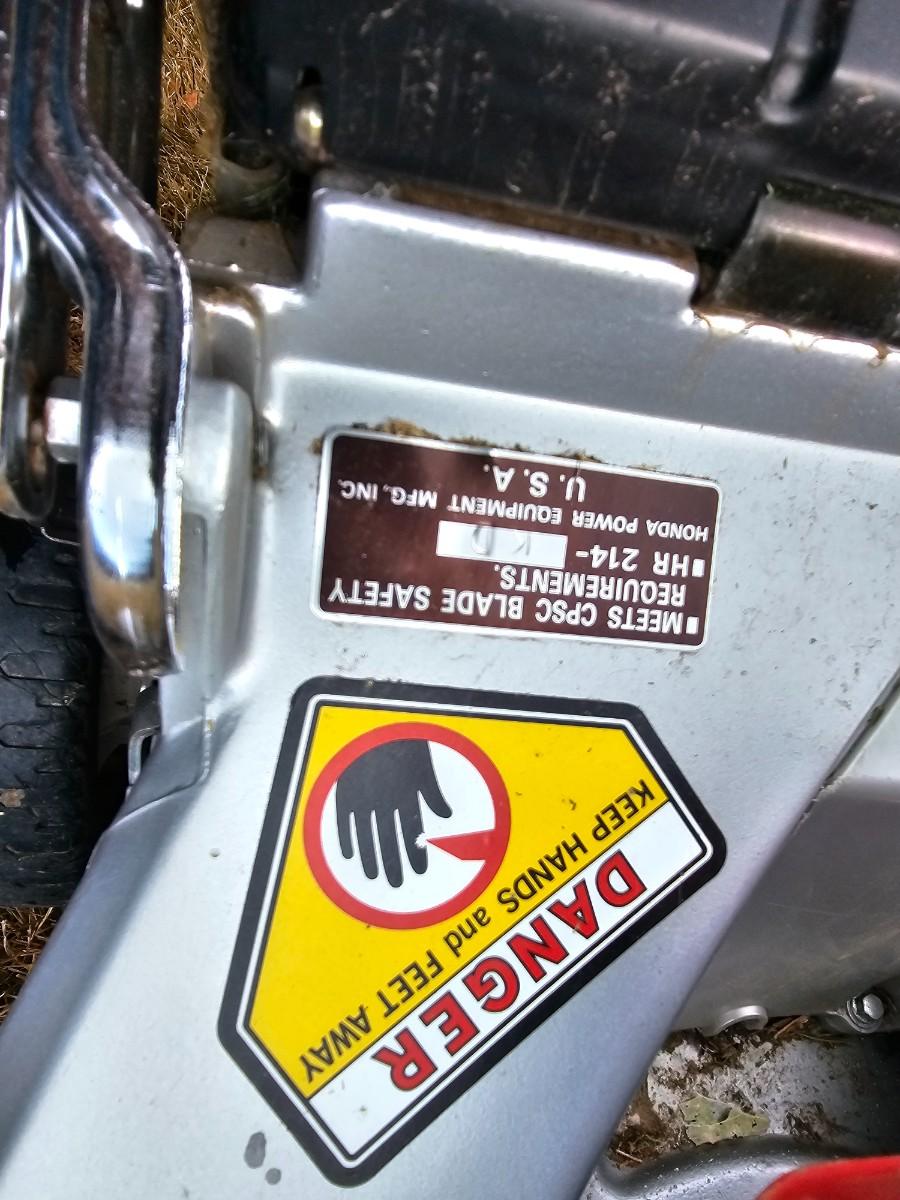 ■MEETS CPSC BLADE SAFETY
REQUIREMENTS.
■HR 214-
HONDA POWER EQUIPMENT MFG., INC.
U. S. A.
DANGER
KEEP HANDS and FEET AWAY